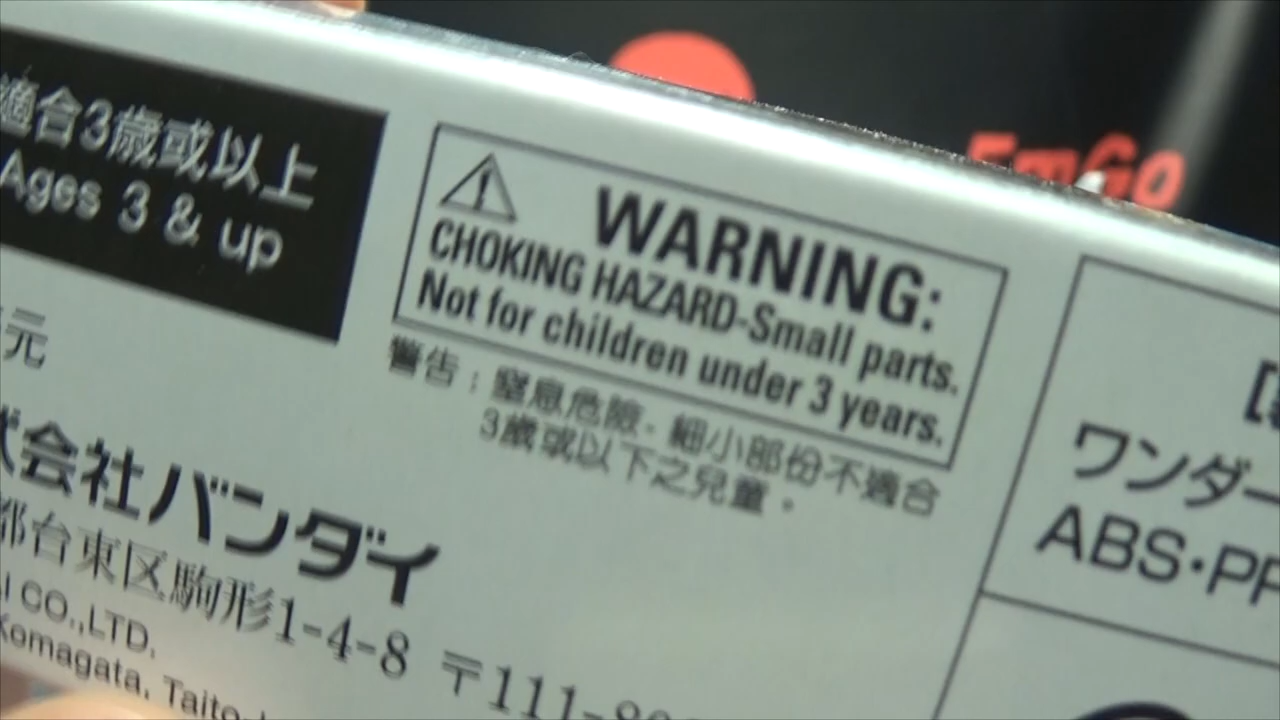 EmGo
適合3歳或以上
Ages 3 & up
元
WARNING:
CHOKING HAZARD-Small parts.
Not for children under 3 years.
警告：窒息危險．細小部份不適合
3歲或以下之兒童。
会社バンダイ
都台東区駒形1-4-8 〒111-
CO.,LTD.
Komagata, Taito-
ワンダー
ABS･PP